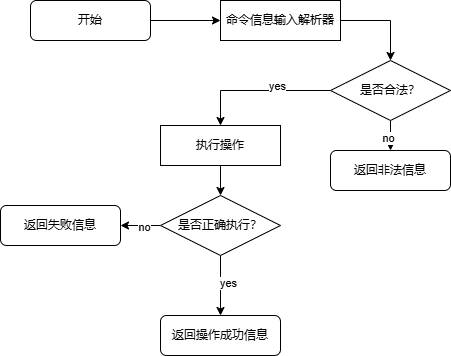 开始
命令信息输入解析器
是否合法?
yes
no
执行操作
返回非法信息
是否正确执行?
返回失败信息
no
yes
返回操作成功信息